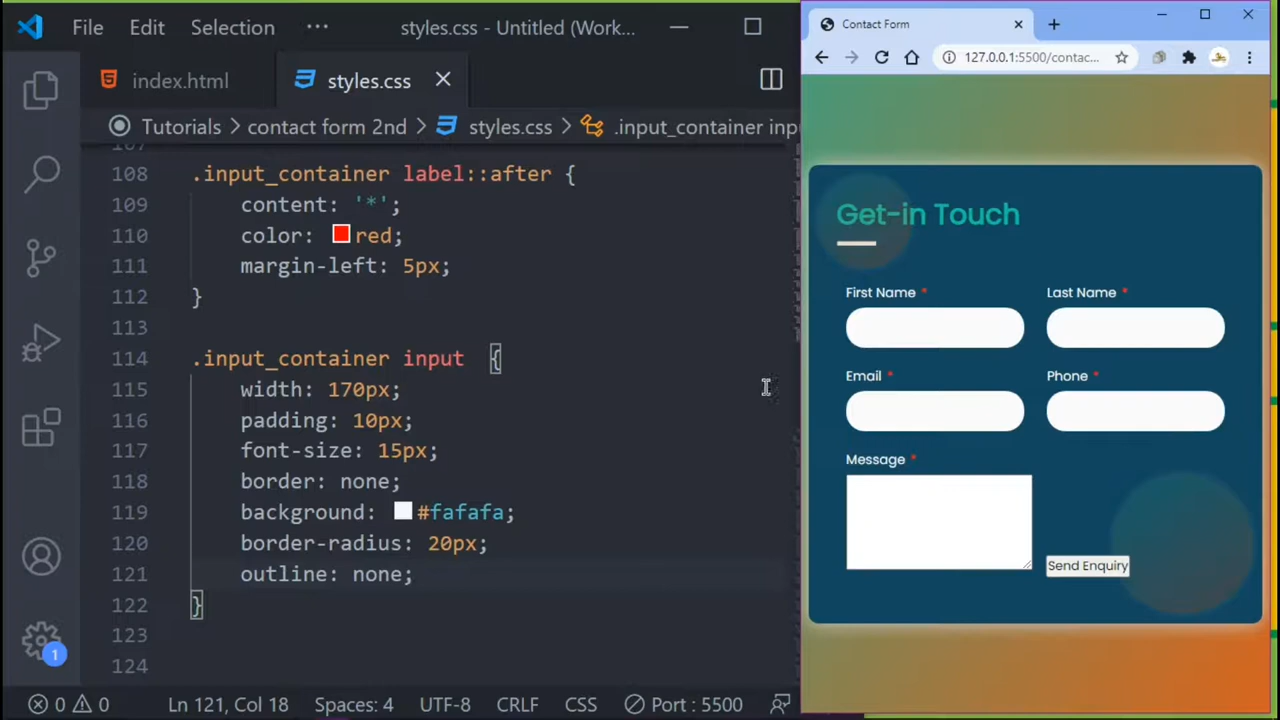 File Edit Selection ··· styles.css - Untitled (Work...
index.html styles.css
Tutorials > contact form 2nd > styles.css > .input_container inp
107
108 .input_container label::after {
109 content: '*';
110 color: red;
111 margin-left: 5px;
112 }
113
114 .input_container input {
115 width: 170px;
116 padding: 10px;
117 font-size: 15px;
118 border: none;
119 background: #fafafa;
120 border-radius: 20px;
121 outline: none;
122 }
123
124
1
0 0 Ln 121, Col 18 Spaces: 4 UTF-8 CRLF CSS Port : 5500
Contact Form
127.0.0.1:5500/contac...
Get-in Touch
First Name * Last Name *
Email * Phone *
Message *
Send Enquiry